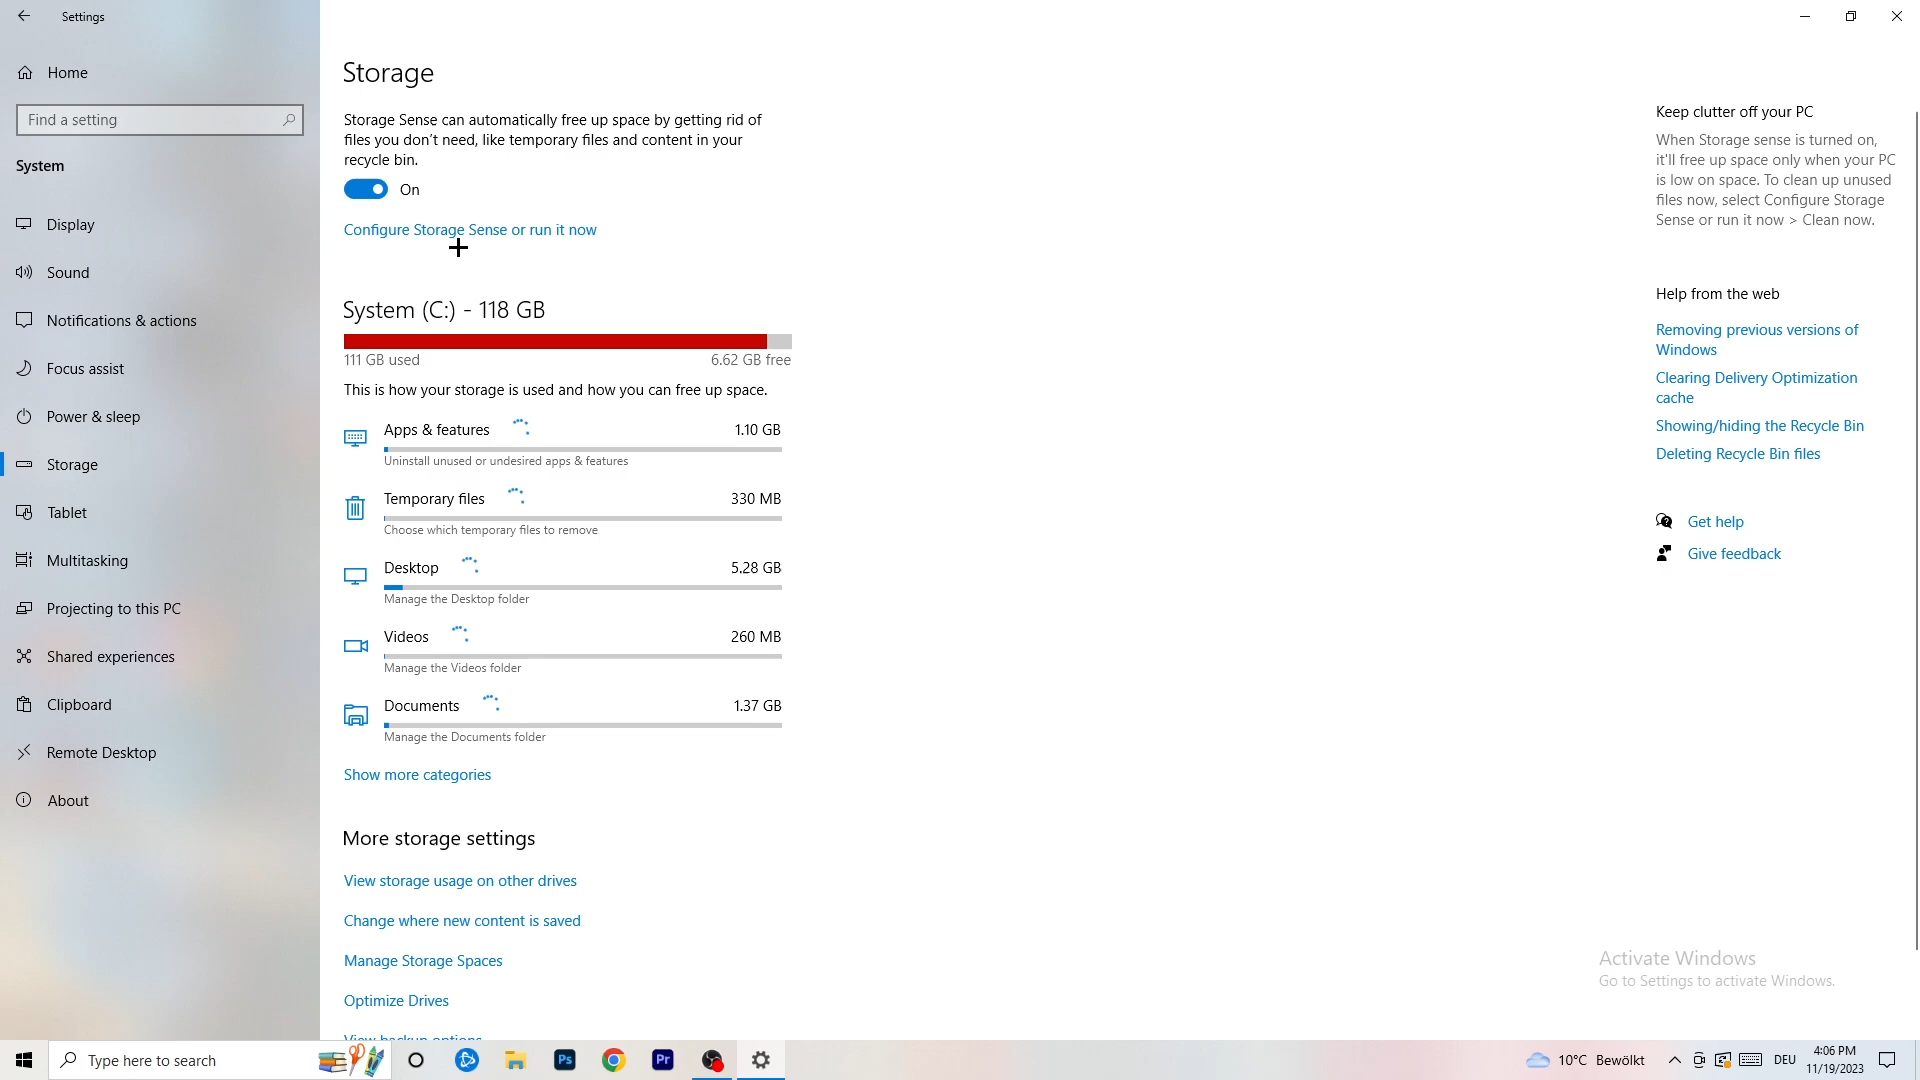 Settings
Home
Find a setting
System
Display
Sound
Notifications & actions
Focus assist
Power & sleep
Storage
Tablet
Multitasking
Projecting to this PC
Shared experiences
Clipboard
Remote Desktop
About
Storage
Storage Sense can automatically free up space by getting rid of
files you don't need, like temporary files and content in your
recycle bin.
On
Configure Storage Sense or run it now
System (C:) - 118 GB
111 GB used
6.62 GB free
This is how your storage is used and how you can free up space.
Apps & features
1.10 GB
Uninstall unused or undesired apps & features
Temporary files
330 MB
Choose which temporary files to remove
Desktop
5.28 GB
Manage the Desktop folder
Videos
260 MB
Manage the Videos folder
Documents
1.37 GB
Manage the Documents folder
Show more categories
More storage settings
View storage usage on other drives
Change where new content is saved
Manage Storage Spaces
Optimize Drives
View backup options
Keep clutter off your PC
When Storage sense is turned on,
it'll free up space only when your PC
is low on space. To clean up unused
files now, select Configure Storage
Sense or run it now > Clean now.
Help from the web
Removing previous versions of
Windows
Clearing Delivery Optimization
cache
Showing/hiding the Recycle Bin
Deleting Recycle Bin files
Get help
Give feedback
Activate Windows
Go to Settings to activate Windows.
Type here to search
Ps
Pr
10°C Bewölkt
DEU
4:06 PM
11/19/2023